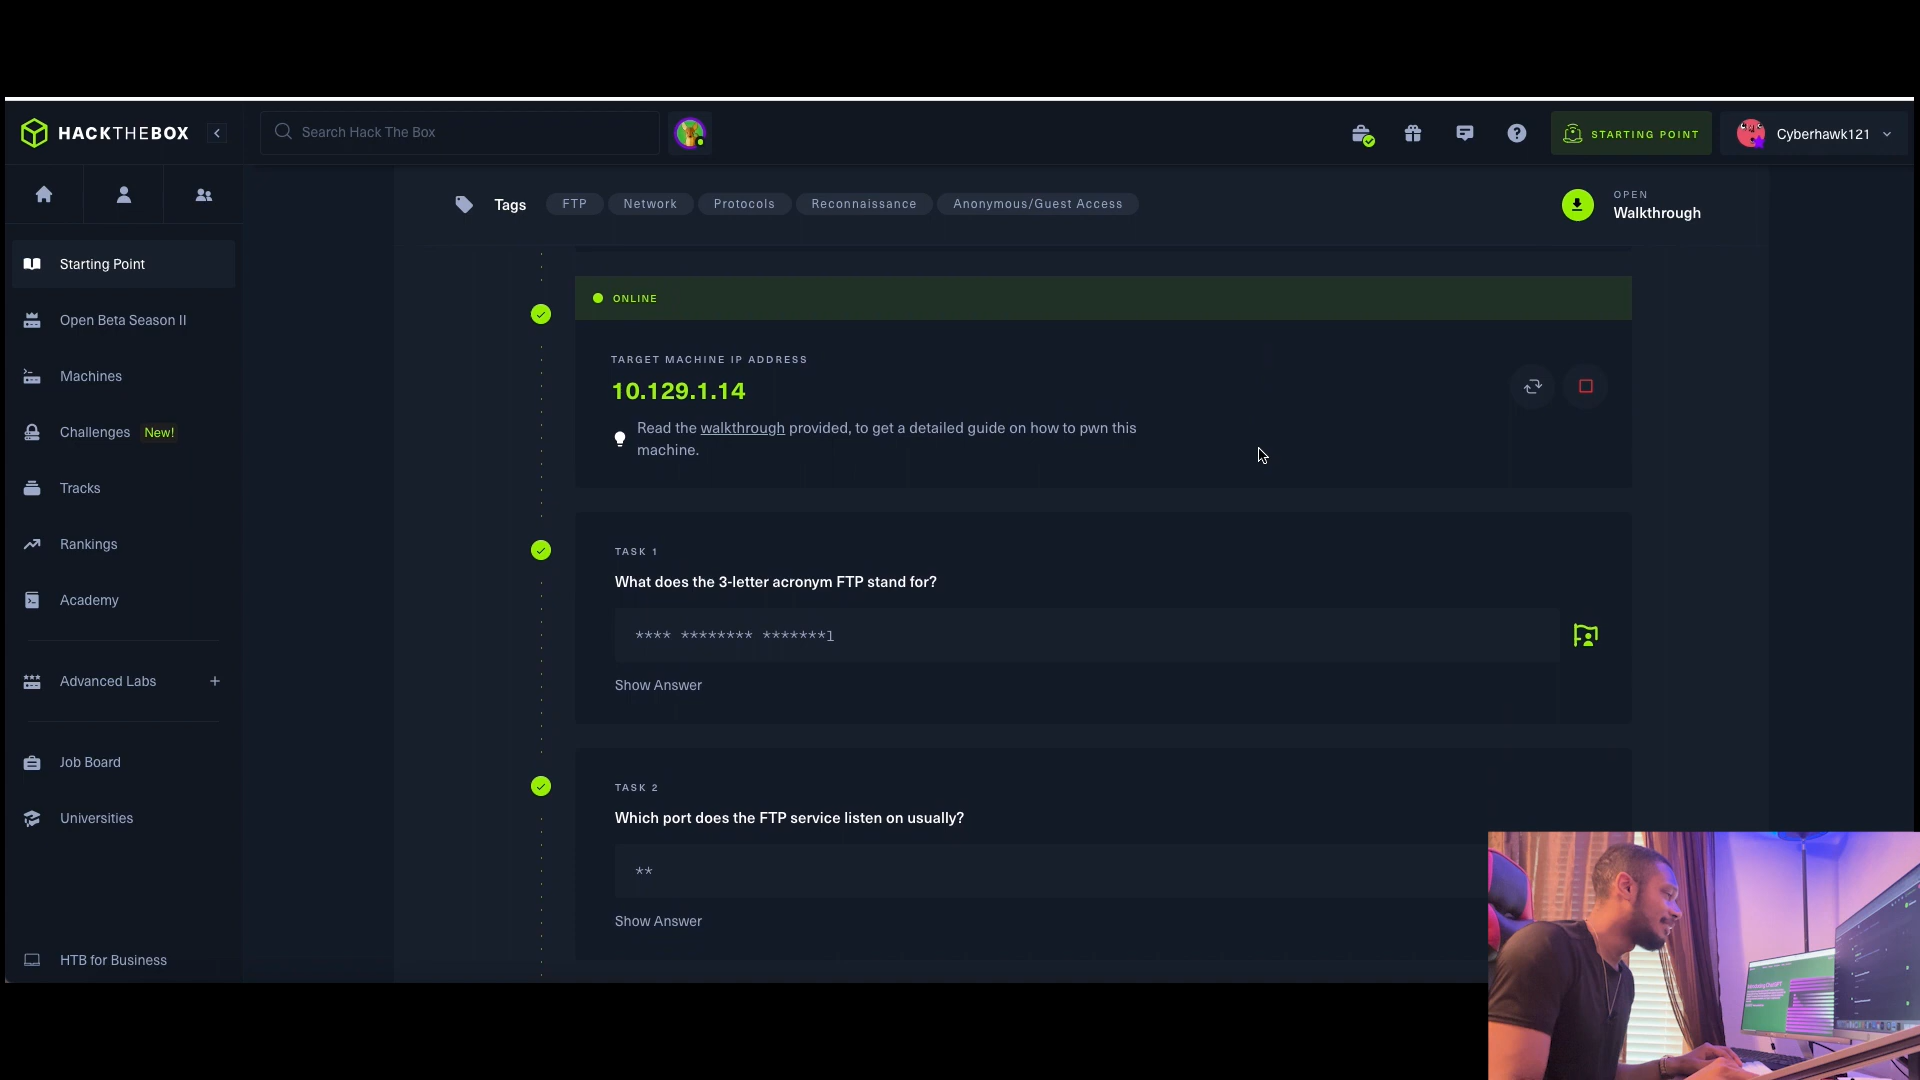 HACKTHEBOX
Search Hack The Box
STARTING POINT
Cyberhawk121
Tags
FTP
Network
Protocols
Reconnaissance
Anonymous/Guest Access
OPEN
Walkthrough
Starting Point
Open Beta Season II
Machines
Challenges New!
Tracks
Rankings
Academy
Advanced Labs +
Job Board
Universities
HTB for Business
ONLINE
TARGET MACHINE IP ADDRESS
10.129.1.14
Read the walkthrough provided, to get a detailed guide on how to pwn this
machine.
TASK 1
What does the 3-letter acronym FTP stand for?
**** ******** *******l
Show Answer
TASK 2
Which port does the FTP service listen on usually?
**
Show Answer